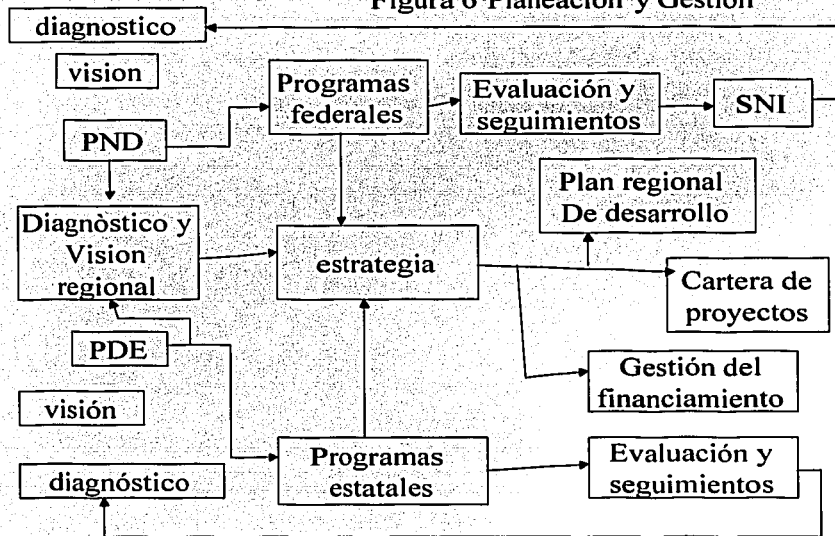 Figura 6 Planeación y Gestión
diagnostico
vision
Programas
federales
Evaluación y
seguimientos
SNI
PND
Plan regional
De desarrollo
Diagnòstico y
Vision
regional
estrategia
Cartera de
proyectos
PDE
Gestión del
financiamiento
visión
Programas
estatales
Evaluación y
seguimientos
diagnóstico